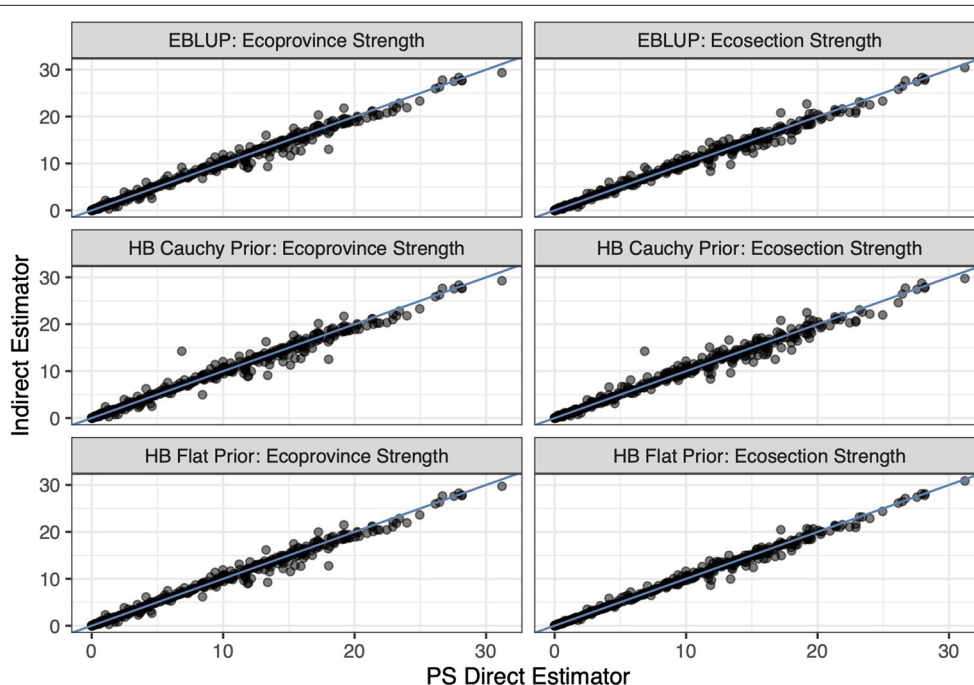 EBLUP: Ecoprovince Strength
EBLUP: Ecosection Strength
30
20
10
0
HB Cauchy Prior: Ecoprovince Strength
HB Cauchy Prior: Ecosection Strength
30
20
10
0
Indirect Estimator
HB Flat Prior: Ecoprovince Strength
HB Flat Prior: Ecosection Strength
30
20
10
0
0 10 20 30 0 10 20 30
PS Direct Estimator